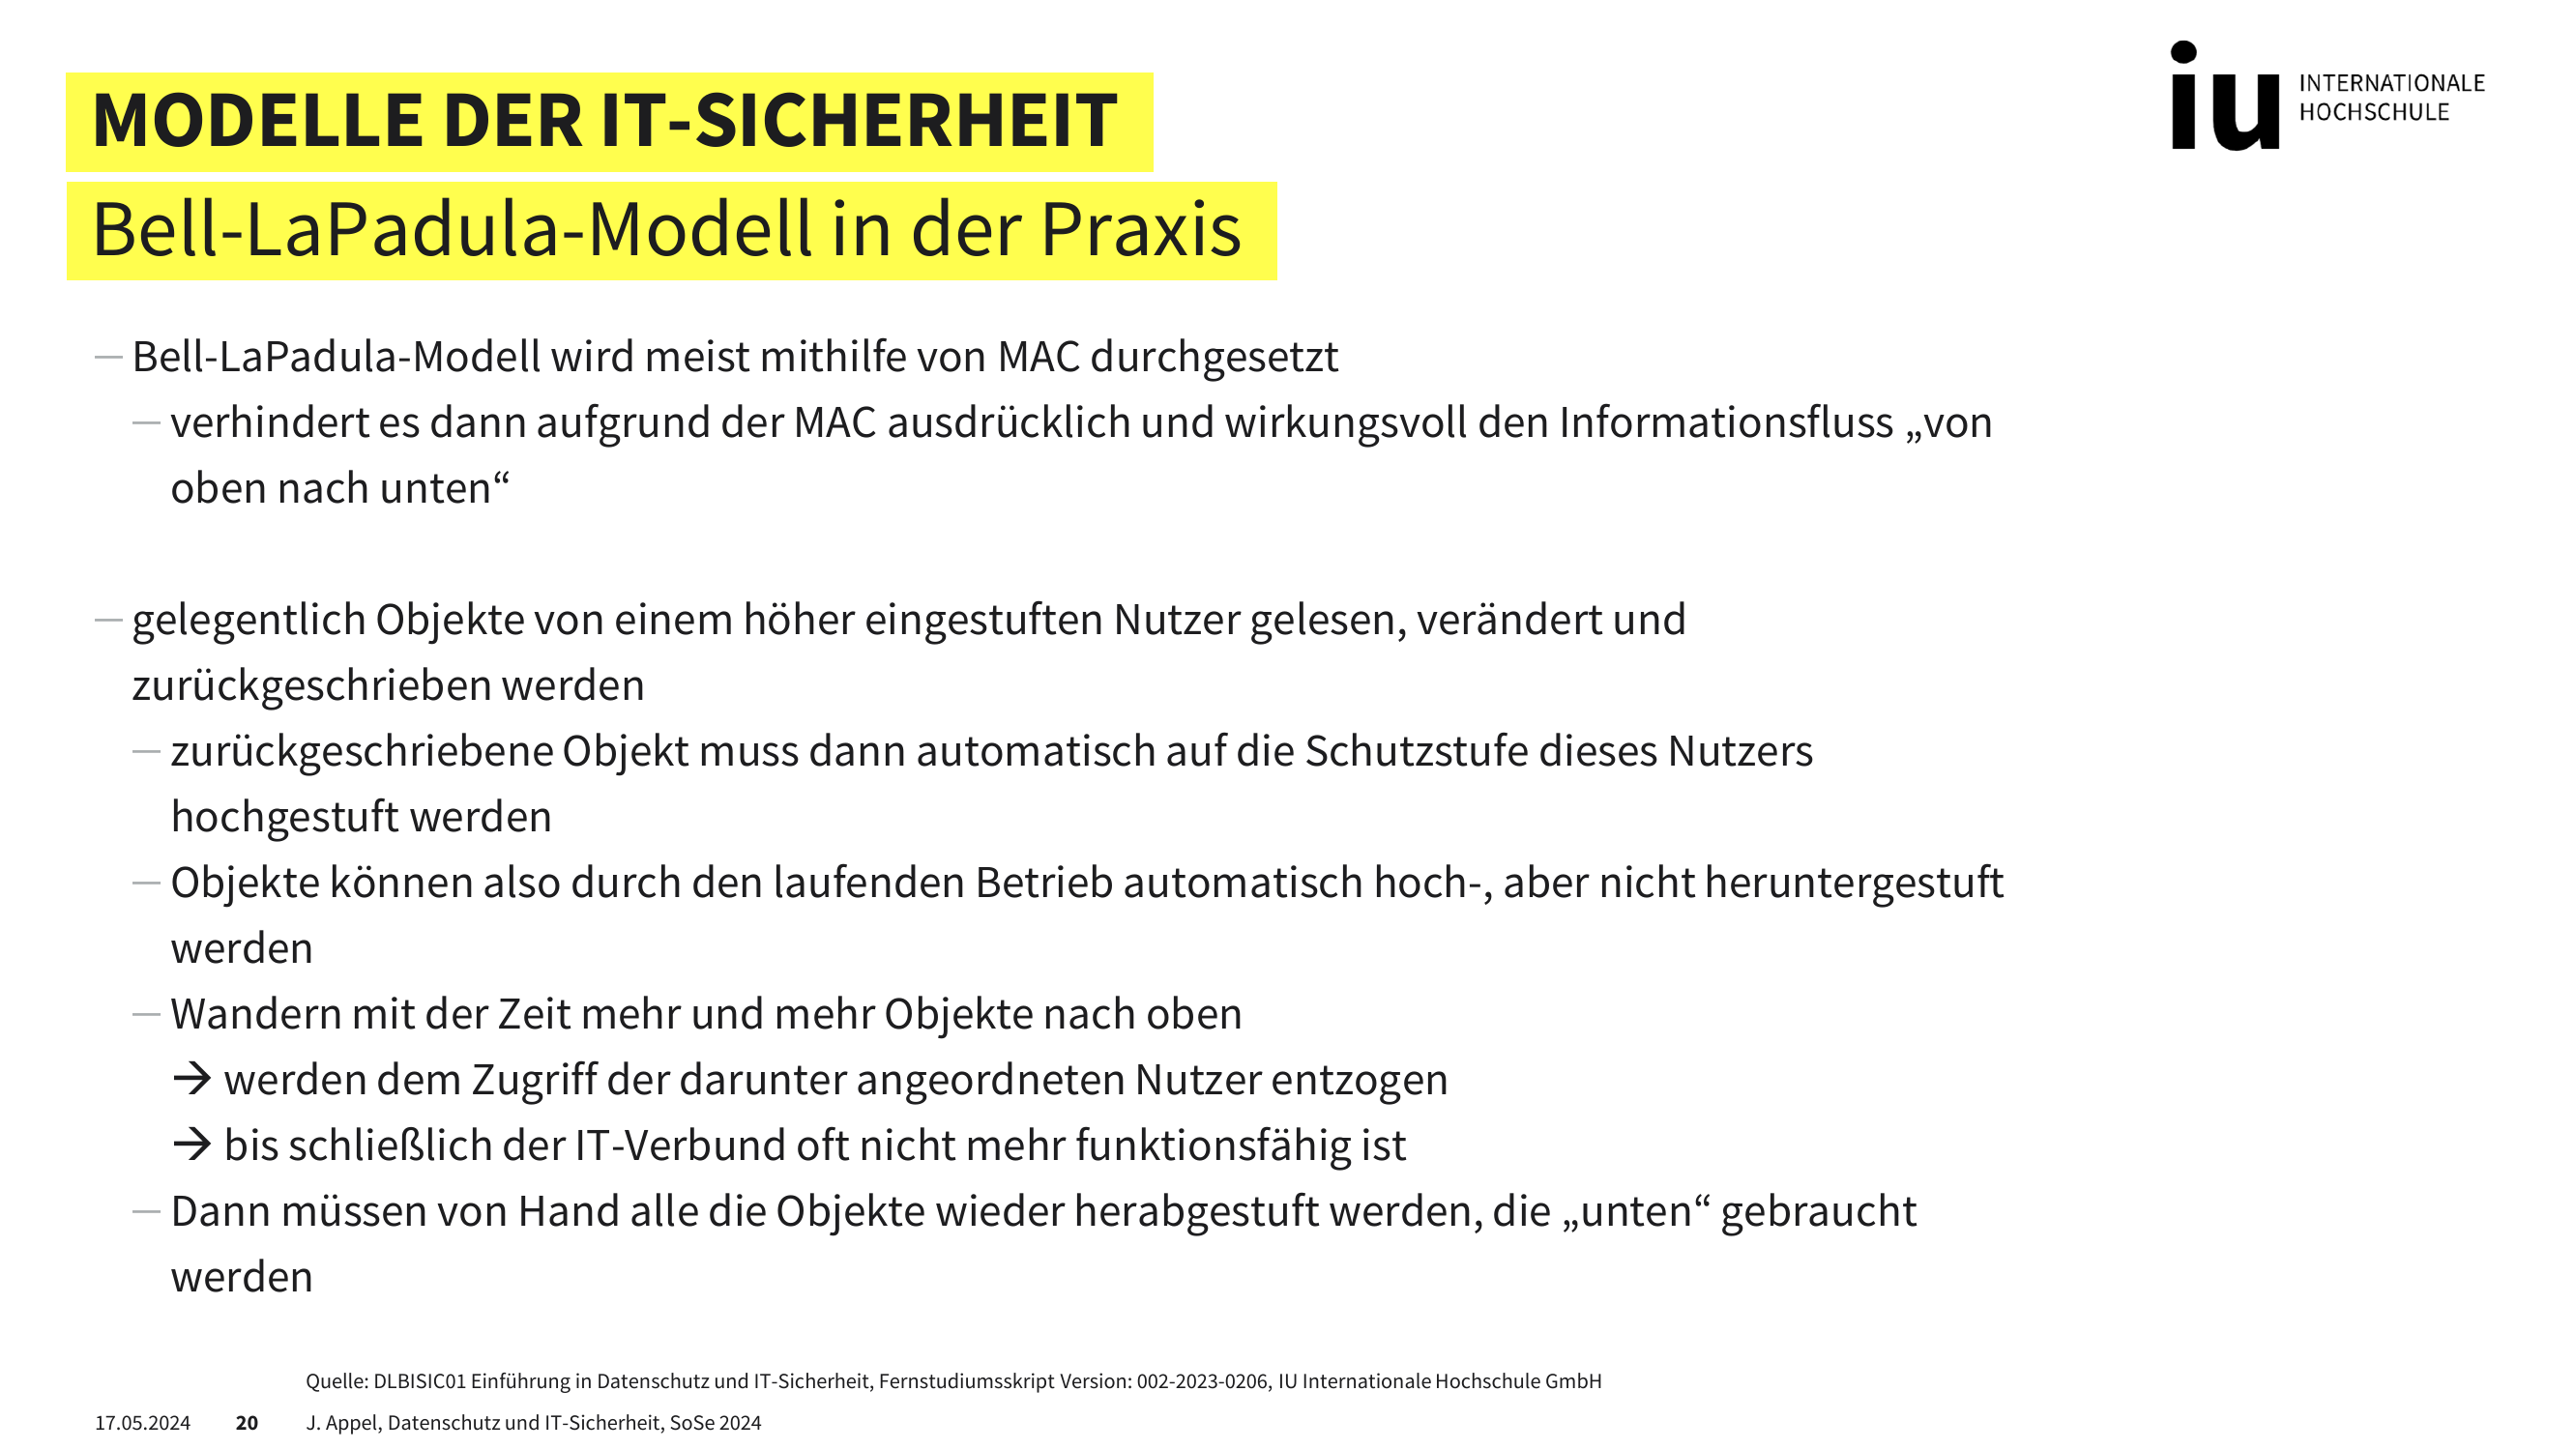 MODELLE DER IT-SICHERHEIT
iu INTERNATIONALE
HOCHSCHULE
Bell-LaPadula-Modell in der Praxis
— Bell-LaPadula-Modell wird meist mithilfe von MAC durchgesetzt
— verhindert es dann aufgrund der MAC ausdrücklich und wirkungsvoll den Informationsfluss „von
oben nach unten“
— gelegentlich Objekte von einem höher eingestuften Nutzer gelesen, verändert und
zurückgeschrieben werden
— zurückgeschriebene Objekt muss dann automatisch auf die Schutzstufe dieses Nutzers
hochgestuft werden
— Objekte können also durch den laufenden Betrieb automatisch hoch-, aber nicht heruntergestuft
werden
— Wandern mit der Zeit mehr und mehr Objekte nach oben
→ werden dem Zugriff der darunter angeordneten Nutzer entzogen
→ bis schließlich der IT-Verbund oft nicht mehr funktionsfähig ist
— Dann müssen von Hand alle die Objekte wieder herabgestuft werden, die „unten“ gebraucht
werden
Quelle: DLBISIC01 Einführung in Datenschutz und IT-Sicherheit, Fernstudiumsskript Version: 002-2023-0206, IU Internationale Hochschule GmbH
17.05.2024 20 J. Appel, Datenschutz und IT-Sicherheit, SoSe 2024